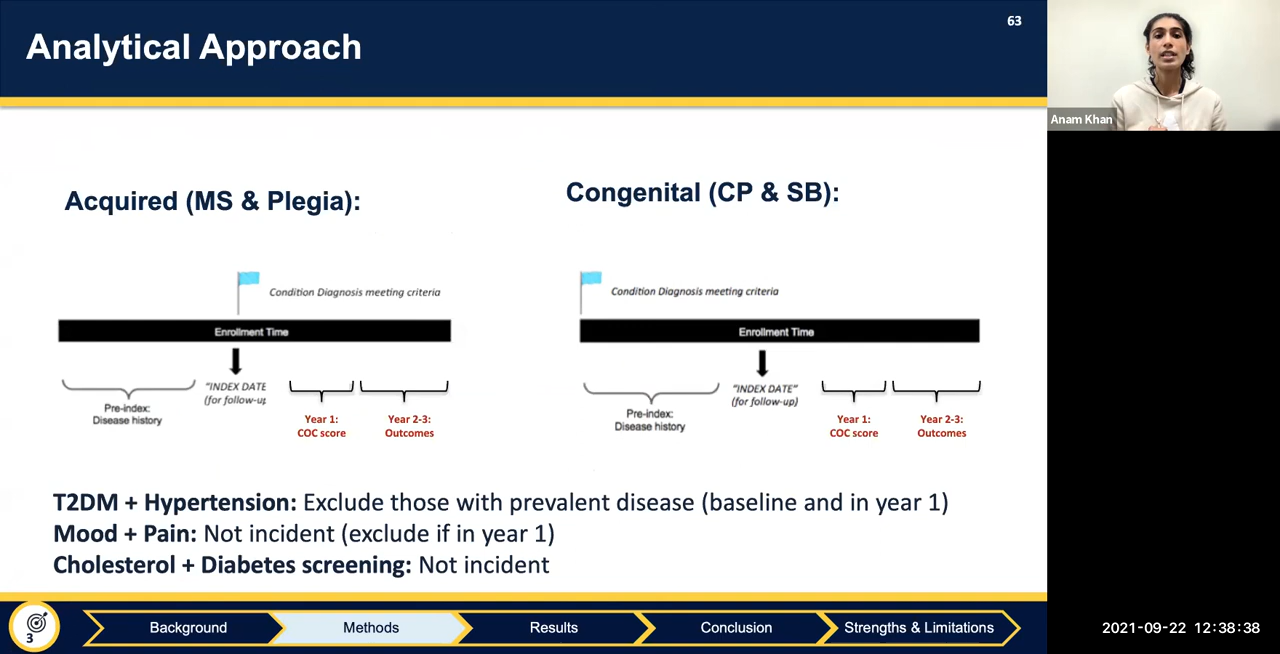 63
Analytical Approach
Anam Khan
Acquired (MS & Plegia):
Condition Diagnosis meeting criteria
Enrollment Time
"INDEX DATE
(for follow-up
Pre-index:
Disease history
Year 1:
COC score
Year 2-3:
Outcomes
Congenital (CP & SB):
Condition Diagnosis meeting criteria
Enrollment Time
"INDEX DATE"
(for follow-up)
Pre-index:
Disease history
Year 1:
COC score
Year 2-3:
Outcomes
T2DM + Hypertension: Exclude those with prevalent disease (baseline and in year 1)
Mood + Pain: Not incident (exclude if in year 1)
Cholesterol + Diabetes screening: Not incident
3
Background
Methods
Results
Conclusion
Strengths & Limitations
2021-09-22 12:38:38